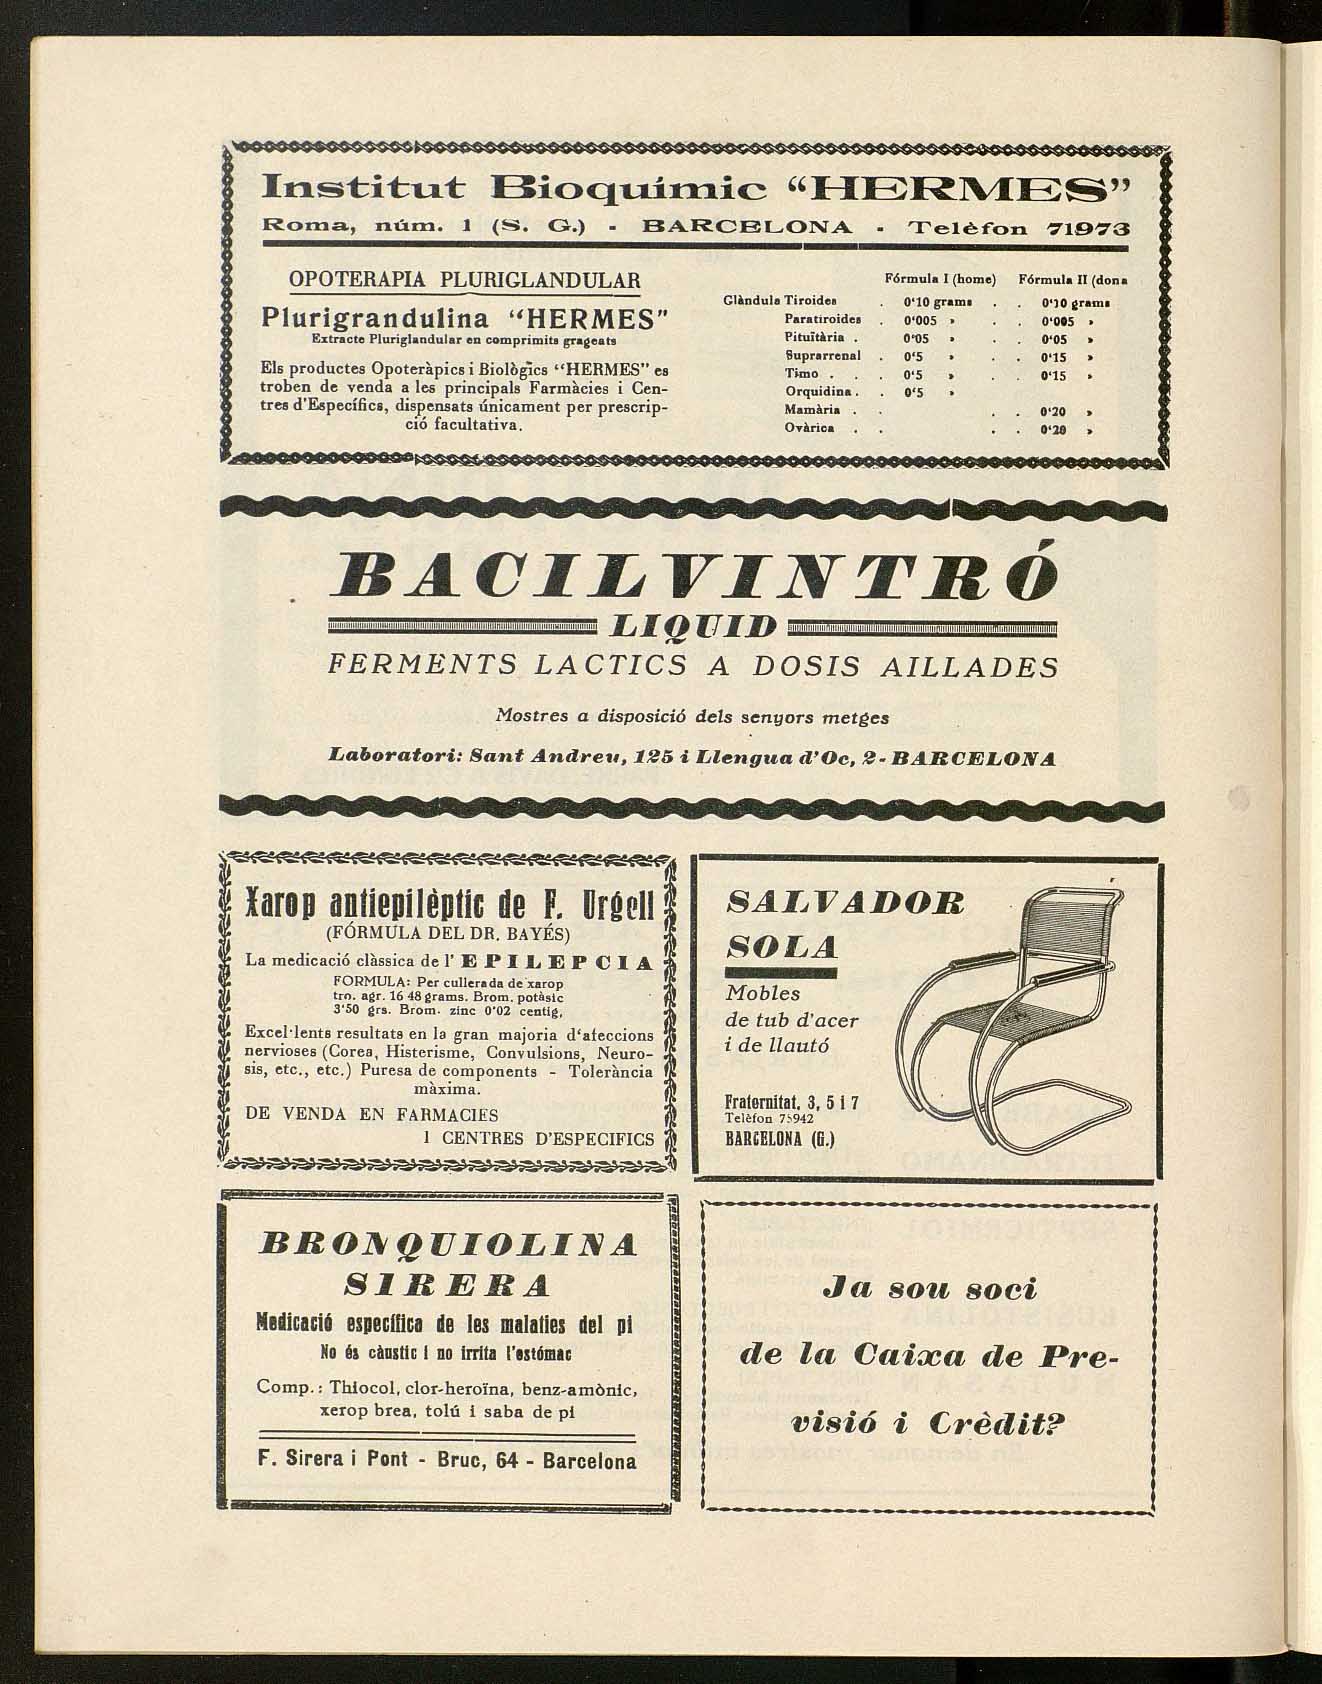 Institut Bioquímic “HERMES”
Roma, núm. 1 (S. G.) - BARCELONA - Telèfon 71973
OPOTERAPIA PLURIGLANDULAR
Plurigrandulina “HERMES”
Extracte Pluriglandular en comprimits grageats
Els productes Opoteràpics i Biològics “HERMES” es
troben de venda a les principals Farmàcies i Cen-
tres d'Específics, dispensats únicament per prescrip-
ció facultativa.
Fórmula I (home) Fórmula II (dona
Glàndula Tiroides . 0‘10 grams . . 0‘10 grams
Paratiroides . 0‘005 » . . 0‘005 »
Pituïtària . 0‘05 » . . 0‘05 »
Suprarrenal . 0‘5 » . . 0‘15 »
Timo . . . 0‘5 » . . 0‘15 »
Orquidina . . 0‘5 »
Mamària . . . . 0‘20 »
Ovàrica . . . . 0‘20 »
BACILVINTRÓ
LIQUID
FERMENTS LACTICS A DOSIS AILLADES
Mostres a disposició dels senyors metges
Laboratori: Sant Andreu, 125 i Llengua d'Oc, 2 - BARCELONA
Xarop antiepilèptic de F. Urgell
(FÓRMULA DEL DR. BAYÉS)
La medicació clàssica de l' EPILEPCIA
FORMULA: Per cullerada de xarop
trn. agr. 16 48 grams. Brom. potàsic
3'50 grs. Brom. zinc 0'02 centig,
Excel·lents resultats en la gran majoria d‘afeccions
nervioses (Corea, Histerisme, Convulsions, Neuro-
sis, etc., etc.) Puresa de components - Tolerància
màxima.
DE VENDA EN FARMACIES
I CENTRES D'ESPECIFICS
SALVADOR
SOLA
Mobles
de tub d'acer
i de llautó
Fraternitat, 3, 5 i 7
Telèfon 75942
BARCELONA (G.)
BRONQUIOLINA
SIRERA
Medicació específica de les malaties del pi
No és càustic i no irrita l'estómac
Comp.: Thiocol, clor-heroïna, benz-amònic,
xerop brea, tolú i saba de pi
F. Sirera i Pont - Bruc, 64 - Barcelona
Ja sou soci
de la Caixa de Pre-
visió i Crèdit?